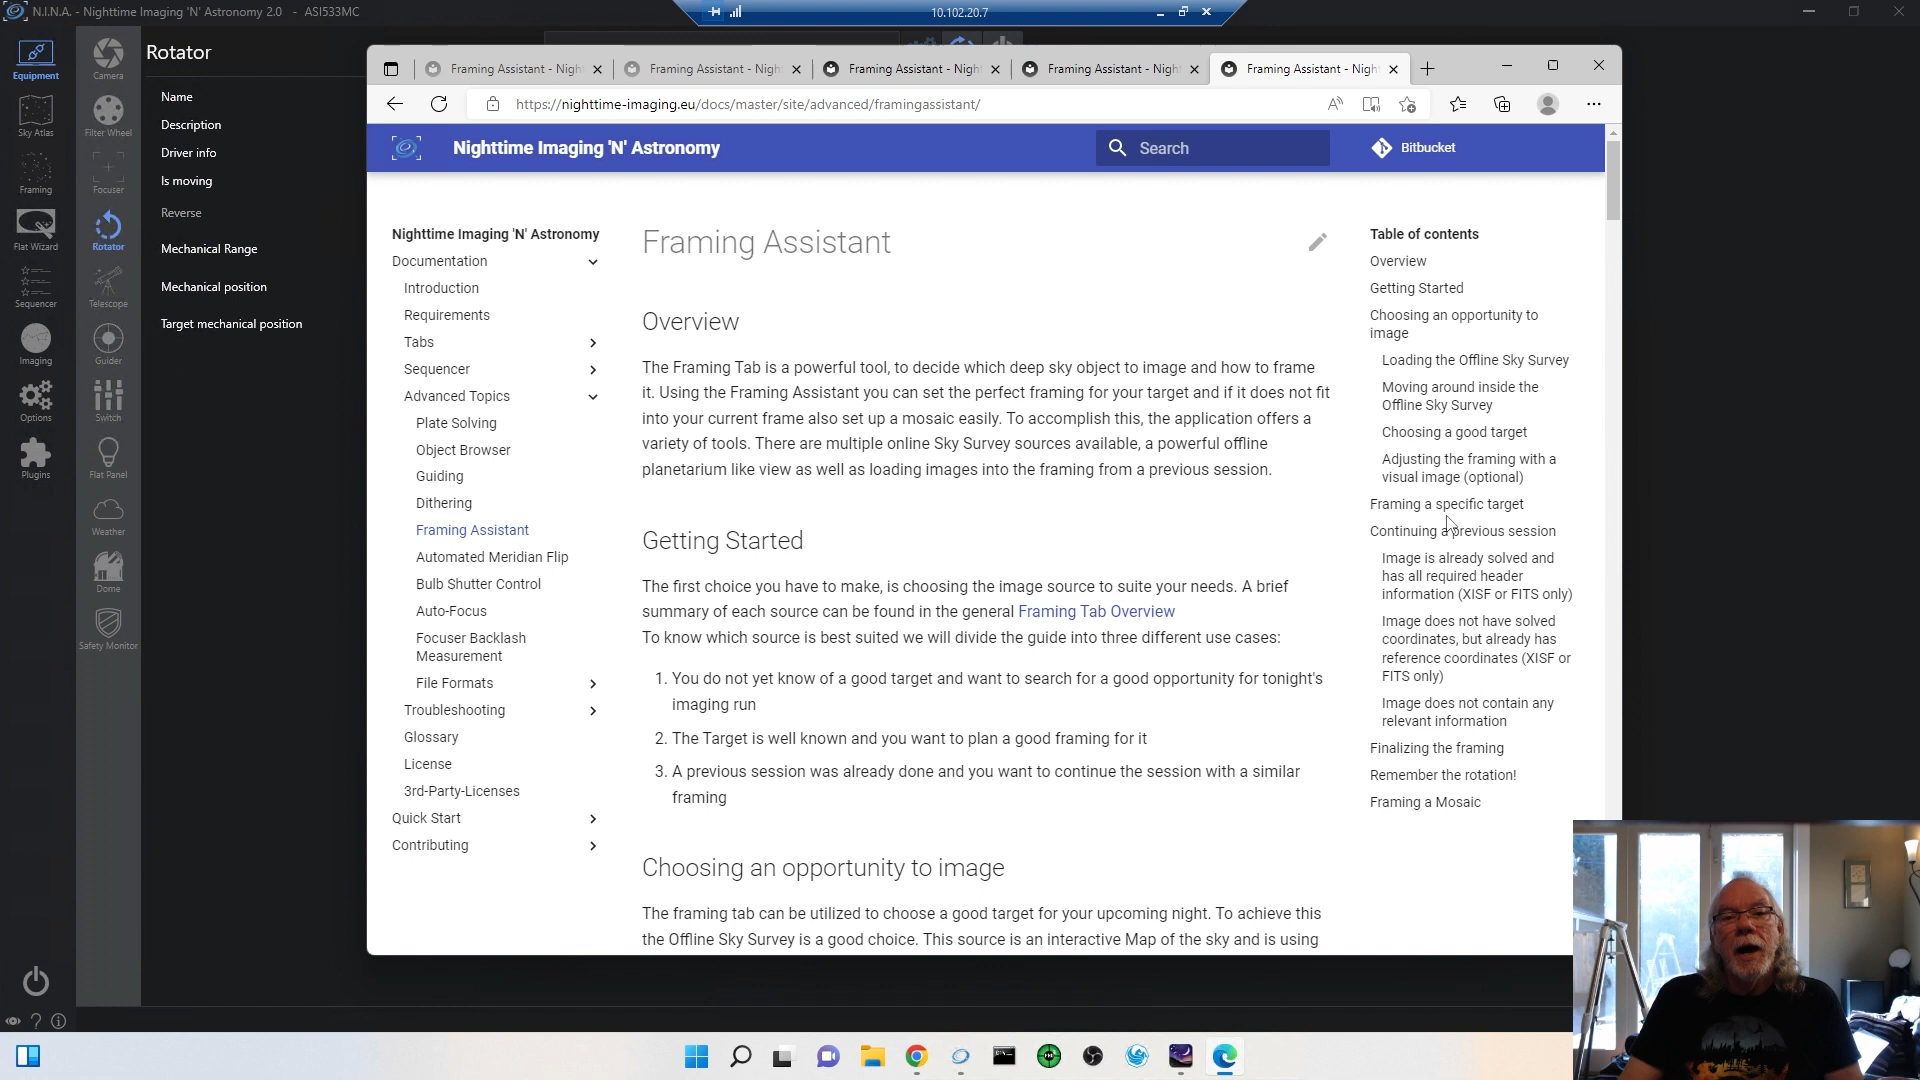 N.I.N.A. - Nighttime Imaging 'N' Astronomy 2.0 - ASI533MC
10.102.20.7
Equipment
Sky Atlas
Framing
Flat Wizard
Sequencer
Imaging
Options
Plugins
Camera
Filter Wheel
Focuser
Rotator
Telescope
Guider
Switch
Flat Panel
Weather
Dome
Safety Monitor
Rotator
Name
Description
Driver info
Is moving
Reverse
Mechanical Range
Mechanical position
Target mechanical position
Framing Assistant - Nigh
Framing Assistant - Nigh
Framing Assistant - Nigh
Framing Assistant - Nigh
Framing Assistant - Nigh
https://nighttime-imaging.eu/docs/master/site/advanced/framingassistant/
Nighttime Imaging 'N' Astronomy
Search
Bitbucket
Nighttime Imaging 'N' Astronomy
Documentation
Introduction
Requirements
Tabs
Sequencer
Advanced Topics
Plate Solving
Object Browser
Guiding
Dithering
Framing Assistant
Automated Meridian Flip
Bulb Shutter Control
Auto-Focus
Focuser Backlash
Measurement
File Formats
Troubleshooting
Glossary
License
3rd-Party-Licenses
Quick Start
Contributing
Framing Assistant
Overview
The Framing Tab is a powerful tool, to decide which deep sky object to image and how to frame
it. Using the Framing Assistant you can set the perfect framing for your target and if it does not fit
into your current frame also set up a mosaic easily. To accomplish this, the application offers a
variety of tools. There are multiple online Sky Survey sources available, a powerful offline
planetarium like view as well as loading images into the framing from a previous session.
Getting Started
The first choice you have to make, is choosing the image source to suite your needs. A brief
summary of each source can be found in the general Framing Tab Overview
To know which source is best suited we will divide the guide into three different use cases:
1. You do not yet know of a good target and want to search for a good opportunity for tonight's
imaging run
2. The Target is well known and you want to plan a good framing for it
3. A previous session was already done and you want to continue the session with a similar
framing
Choosing an opportunity to image
The framing tab can be utilized to choose a good target for your upcoming night. To achieve this
the Offline Sky Survey is a good choice. This source is an interactive Map of the sky and is using
Table of contents
Overview
Getting Started
Choosing an opportunity to
image
Loading the Offline Sky Survey
Moving around inside the
Offline Sky Survey
Choosing a good target
Adjusting the framing with a
visual image (optional)
Framing a specific target
Continuing a previous session
Image is already solved and
has all required header
information (XISF or FITS only)
Image does not have solved
coordinates, but already has
reference coordinates (XISF or
FITS only)
Image does not contain any
relevant information
Finalizing the framing
Remember the rotation!
Framing a Mosaic